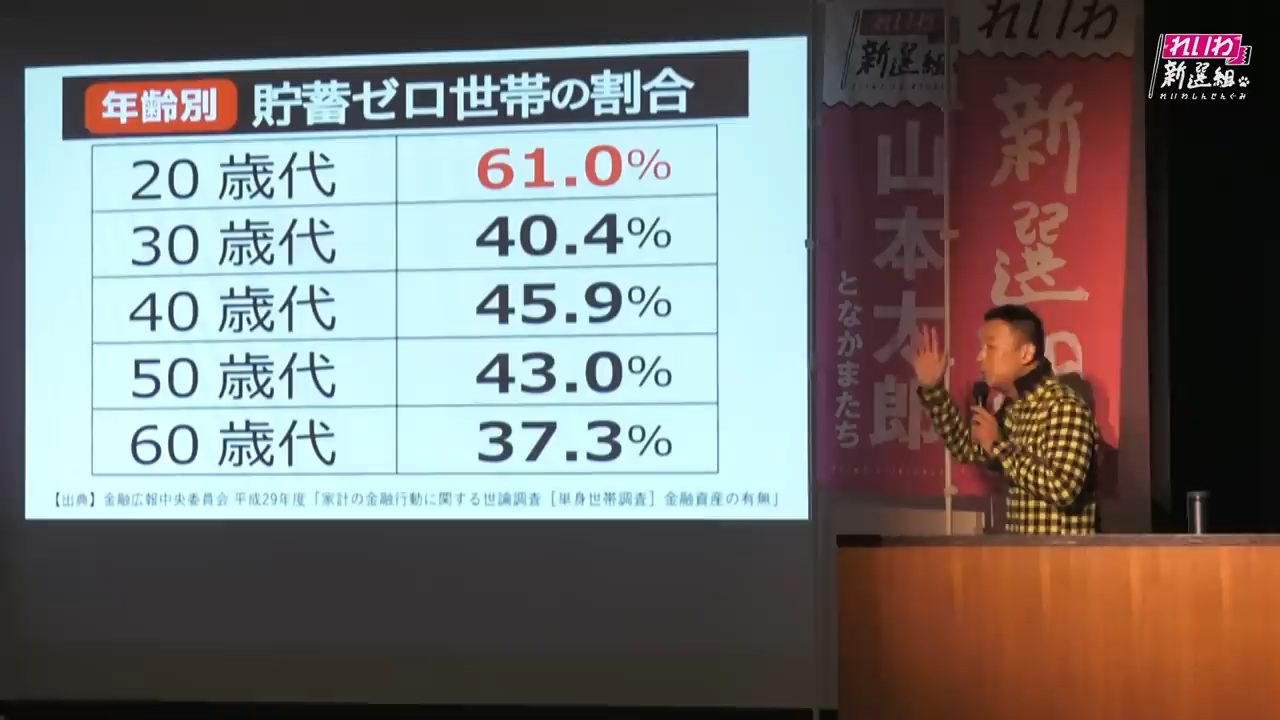 年齢別 貯蓄ゼロ世帯の割合
20 歳代 61.0%
30 歳代 40.4%
40 歳代 45.9%
50 歳代 43.0%
60 歳代 37.3%
【出典】金融広報中央委員会 平成29年度「家計の金融行動に関する世論調査［単身世帯調査］金融資産の有無」
れいわ
新選組
山本太郎
となかまたち
れいわ
新選組
れいわ
新選組
れいわしんせんぐみ